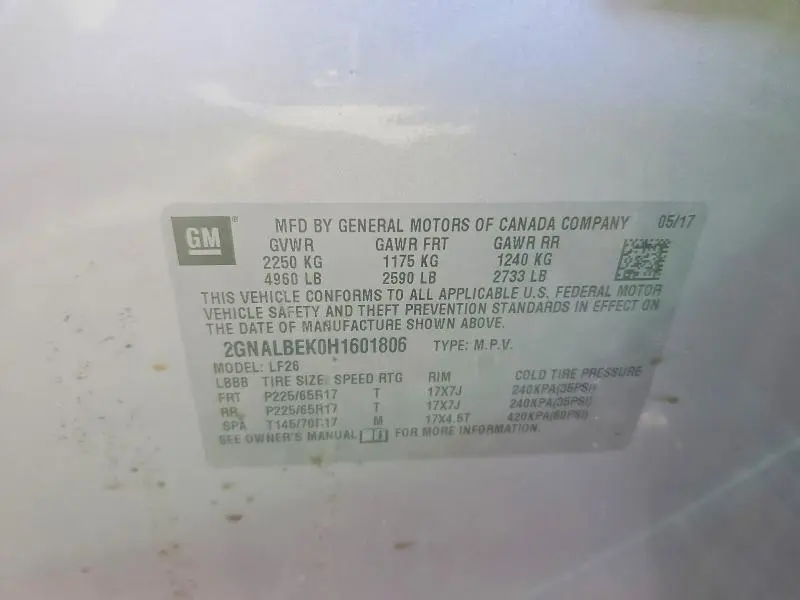 GM MFD BY GENERAL MOTORS OF CANADA COMPANY 05/17
GVWR GAWR FRT GAWR RR
2250 KG 1175 KG 1240 KG
4960 LB 2590 LB 2733 LB
THIS VEHICLE CONFORMS TO ALL APPLICABLE U.S. FEDERAL MOTOR
VEHICLE SAFETY AND THEFT PREVENTION STANDARDS IN EFFECT ON
THE DATE OF MANUFACTURE SHOWN ABOVE.
2GNALBEK0H1601806 TYPE: M.P.V.
MODEL: LF26
LBBB TIRE SIZE SPEED RTG RIM COLD TIRE PRESSURE
FRT P225/65R17 T 17X7J 240KPA(35PSI)
RR P225/65R17 T 17X7J 240KPA(35PSI)
SPA T145/70R17 M 17X4.5T 420KPA(60PSI)
SEE OWNER'S MANUAL FOR MORE INFORMATION.